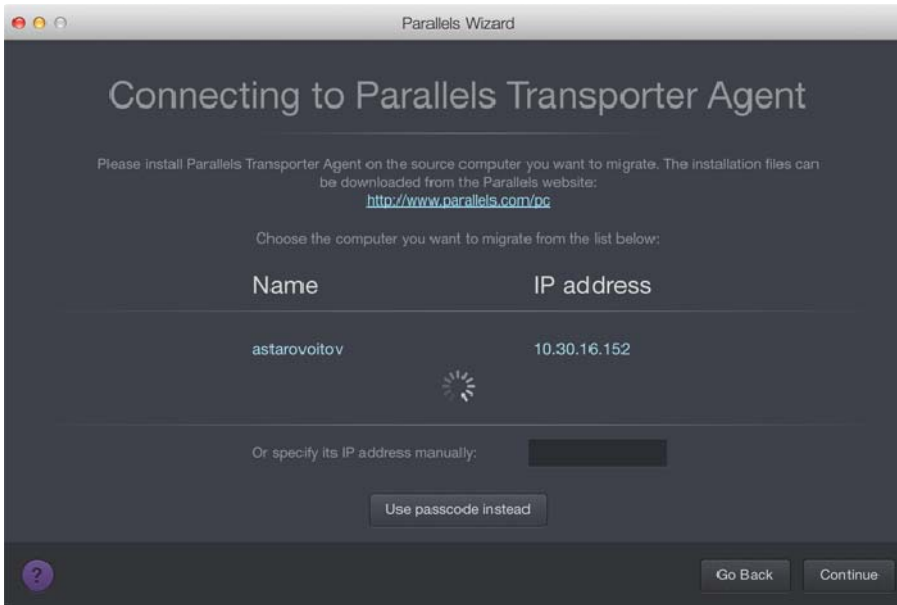 Parallels Wizard
Connecting to Parallels Transporter Agent
Please install Parallels Transporter Agent on the source computer you want to migrate. The installation files can
be downloaded from the Parallels website:
http://www.parallels.com/pc
Choose the computer you want to migrate from the list below:
Name IP address
astarovoitov 10.30.16.152
Or specify its IP address manually:
Use passcode instead
? Go Back Continue